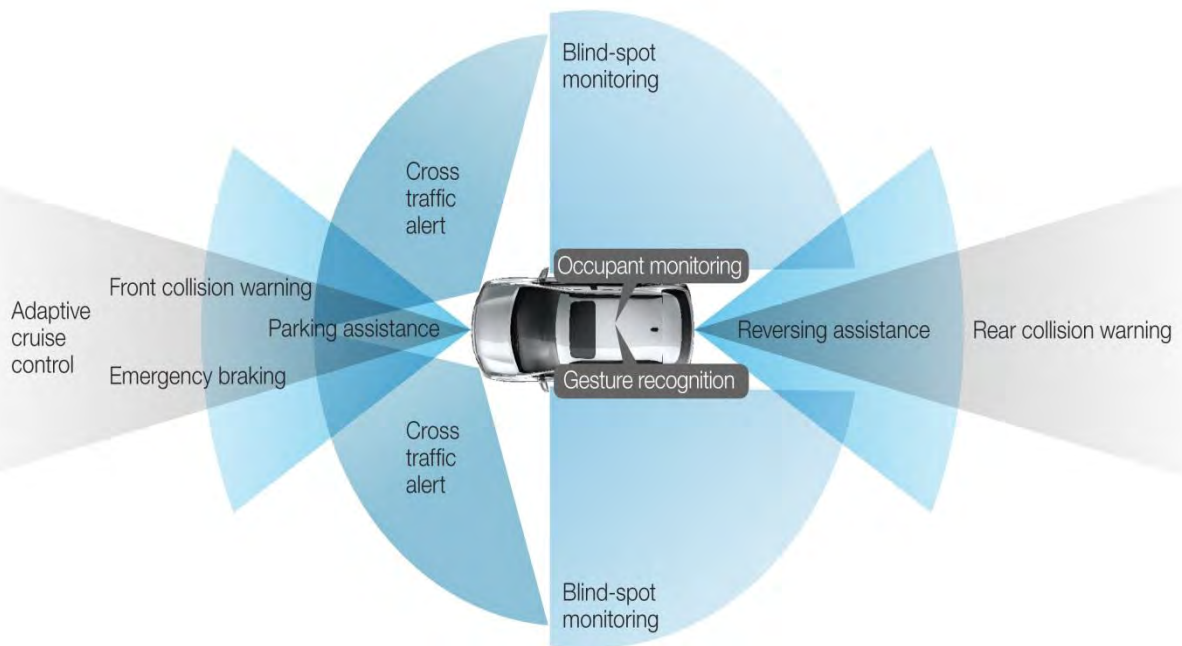 Blind-spot
monitoring
Cross
traffic
alert
Occupant monitoring
Front collision warning
Adaptive
cruise
control
Parking assistance
Reversing assistance
Rear collision warning
Emergency braking
Gesture recognition
Cross
traffic
alert
Blind-spot
monitoring